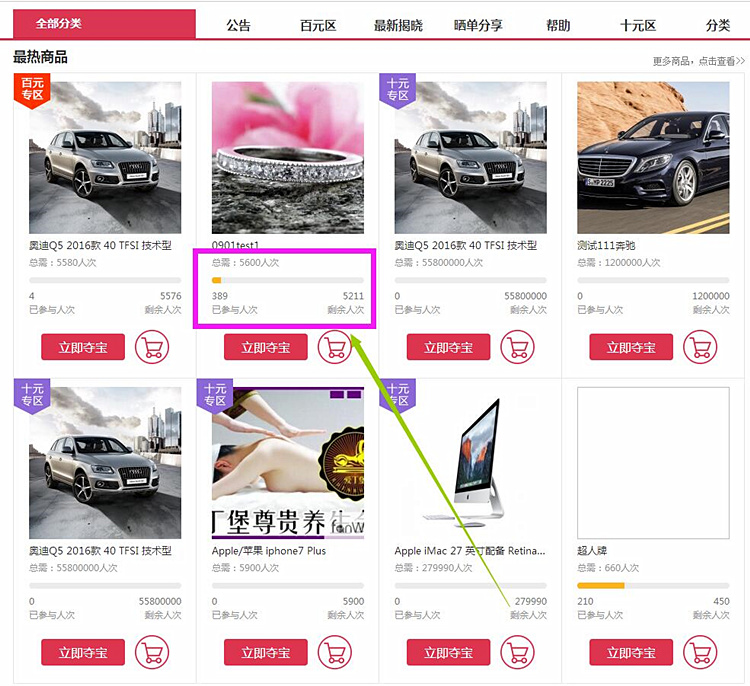 全部分类 公告 百元区 最新揭晓 晒单分享 帮助 十元区 分类
最热商品 更多商品，点击查看>>
百元
专区
十元
专区
奥迪Q5 2016款 40 TFSI 技术型 0901test1 奥迪Q5 2016款 40 TFSI 技术型 测试111奔驰
总需：5580人次 总需：5600人次 总需：55800000人次 总需：1200000人次
4 5576 389 5211 0 55800000 0 1200000
已参与人次 剩余人次 已参与人次 剩余人次 已参与人次 剩余人次 已参与人次 剩余人次
立即夺宝 立即夺宝 立即夺宝 立即夺宝
十元
专区
十元
专区
十元
专区
丁堡尊贵养生
奥迪Q5 2016款 40 TFSI 技术型 Apple/苹果 iphone7 Plus Apple iMac 27 英寸配备 Retina... 超人牌
总需：55800000人次 总需：5900人次 总需：279990人次 总需：660人次
0 55800000 0 5900 0 279990 210 450
已参与人次 剩余人次 已参与人次 剩余人次 已参与人次 剩余人次 已参与人次 剩余人次
立即夺宝 立即夺宝 立即夺宝 立即夺宝